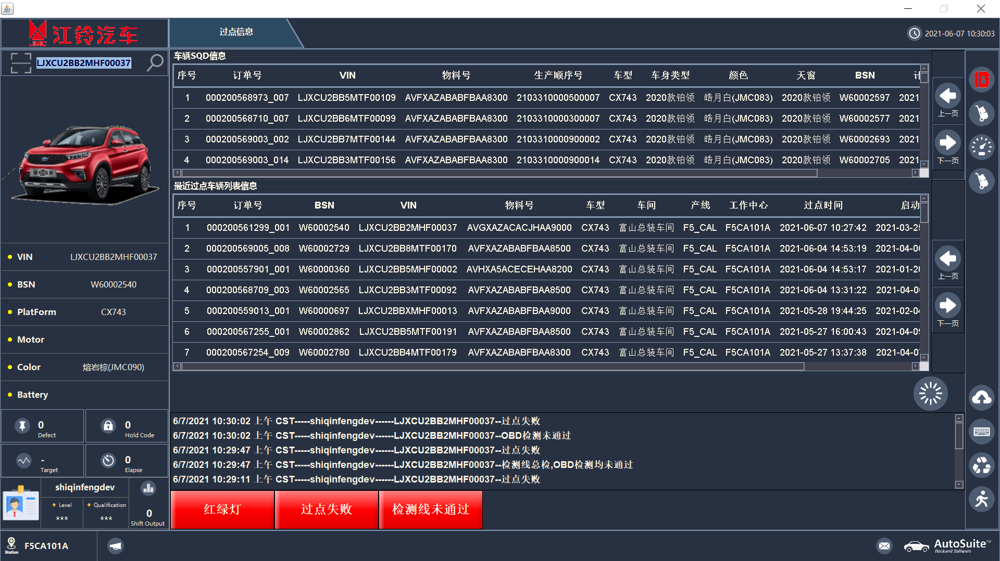 JMC 江铃汽车
过点信息
2021-06-07 10:30:03
LJXCU2BB2MHF00037
车辆SQD信息
序号 订单号 VIN 物料号 生产顺序号 车型 车身类型 颜色 天窗 BSN
1 000200568973_007 LJXCU2BB5MTF00109 AVFXAZABABFBAA8300 2103310000500007 CX743 2020款铂领 皓月白(JMC083) 2020款铂领 W60002597 2021
2 000200568710_007 LJXCU2BB6MTF00099 AVFXAZABABFBAA8300 2103310000300007 CX743 2020款铂领 皓月白(JMC083) 2020款铂领 W60002577 2021
3 000200569003_002 LJXCU2BB7MTF00144 AVFXAZABABFBAA8300 2103310000900002 CX743 2020款铂领 皓月白(JMC083) 2020款铂领 W60002693 2021
4 000200569003_014 LJXCU2BB3MTF00156 AVFXAZABABFBAA8300 2103310000900014 CX743 2020款铂领 皓月白(JMC083) 2020款铂领 W60002705 2021
上一页
下一页
最近过点车辆列表信息
序号 订单号 BSN VIN 物料号 车型 车间 产线 工作中心 过点时间 启动
1 000200561299_001 W60002540 LJXCU2BB2MHF00037 AVGXAZACACJHAA9000 CX743 富山总装车间 F5_CAL F5CA101A 2021-06-07 10:27:42 2021-03-25
2 000200569005_008 W60002729 LJXCU2BB8MTF00170 AVFXAZABABFBAA8500 CX743 富山总装车间 F5_CAL F5CA101A 2021-06-04 14:53:19 2021-04-0
3 000200557901_001 W60000360 LJXCU2BB5MHF00002 AVHXA5ACECEHAA8200 CX743 富山总装车间 F5_CAL F5CA101A 2021-06-04 14:53:17 2021-01-2
4 000200568709_003 W60002565 LJXCU2BB3MTF00092 AVFXAZABABFBAA8500 CX743 富山总装车间 F5_CAL F5CA101A 2021-06-04 13:31:22 2021-04-0
5 000200559013_001 W60000697 LJXCU2BBXMHF00013 AVFXAZABABFBAA9000 CX743 富山总装车间 F5_CAL F5CA101A 2021-05-28 19:44:25 2021-02-0
6 000200567255_001 W60002862 LJXCU2BB5MTF00191 AVFXAZABABFBAA8500 CX743 富山总装车间 F5_CAL F5CA101A 2021-05-27 16:00:43 2021-04-0
7 000200567254_009 W60002780 LJXCU2BB4MTF00179 AVFXAZABABFBAA8300 CX743 富山总装车间 F5_CAL F5CA101A 2021-05-27 13:37:38 2021-04-0
上一页
下一页
VIN LJXCU2BB2MHF00037
BSN W60002540
PlatForm CX743
Motor
Color 熔岩棕(JMC090)
Battery
0 Defect
0 Hold Code
- Target
0 Elapse
shiqinfengdev
Level
***
Qualification
***
0
Shift Output
6/7/2021 10:30:02 上午 CST-----shiqinfengdev------LJXCU2BB2MHF00037--过点失败
6/7/2021 10:30:02 上午 CST-----shiqinfengdev------LJXCU2BB2MHF00037--OBD检测未通过
6/7/2021 10:29:47 上午 CST-----shiqinfengdev------LJXCU2BB2MHF00037--过点失败
6/7/2021 10:29:47 上午 CST-----shiqinfengdev------LJXCU2BB2MHF00037--检测线总检,OBD检测均未通过
6/7/2021 10:29:11 上午 CST-----shiqinfengdev------LJXCU2BB2MHF00037--过点失败
红绿灯 过点失败 检测线未通过
Station F5CA101A
AutoSuite™
Rockwell Software